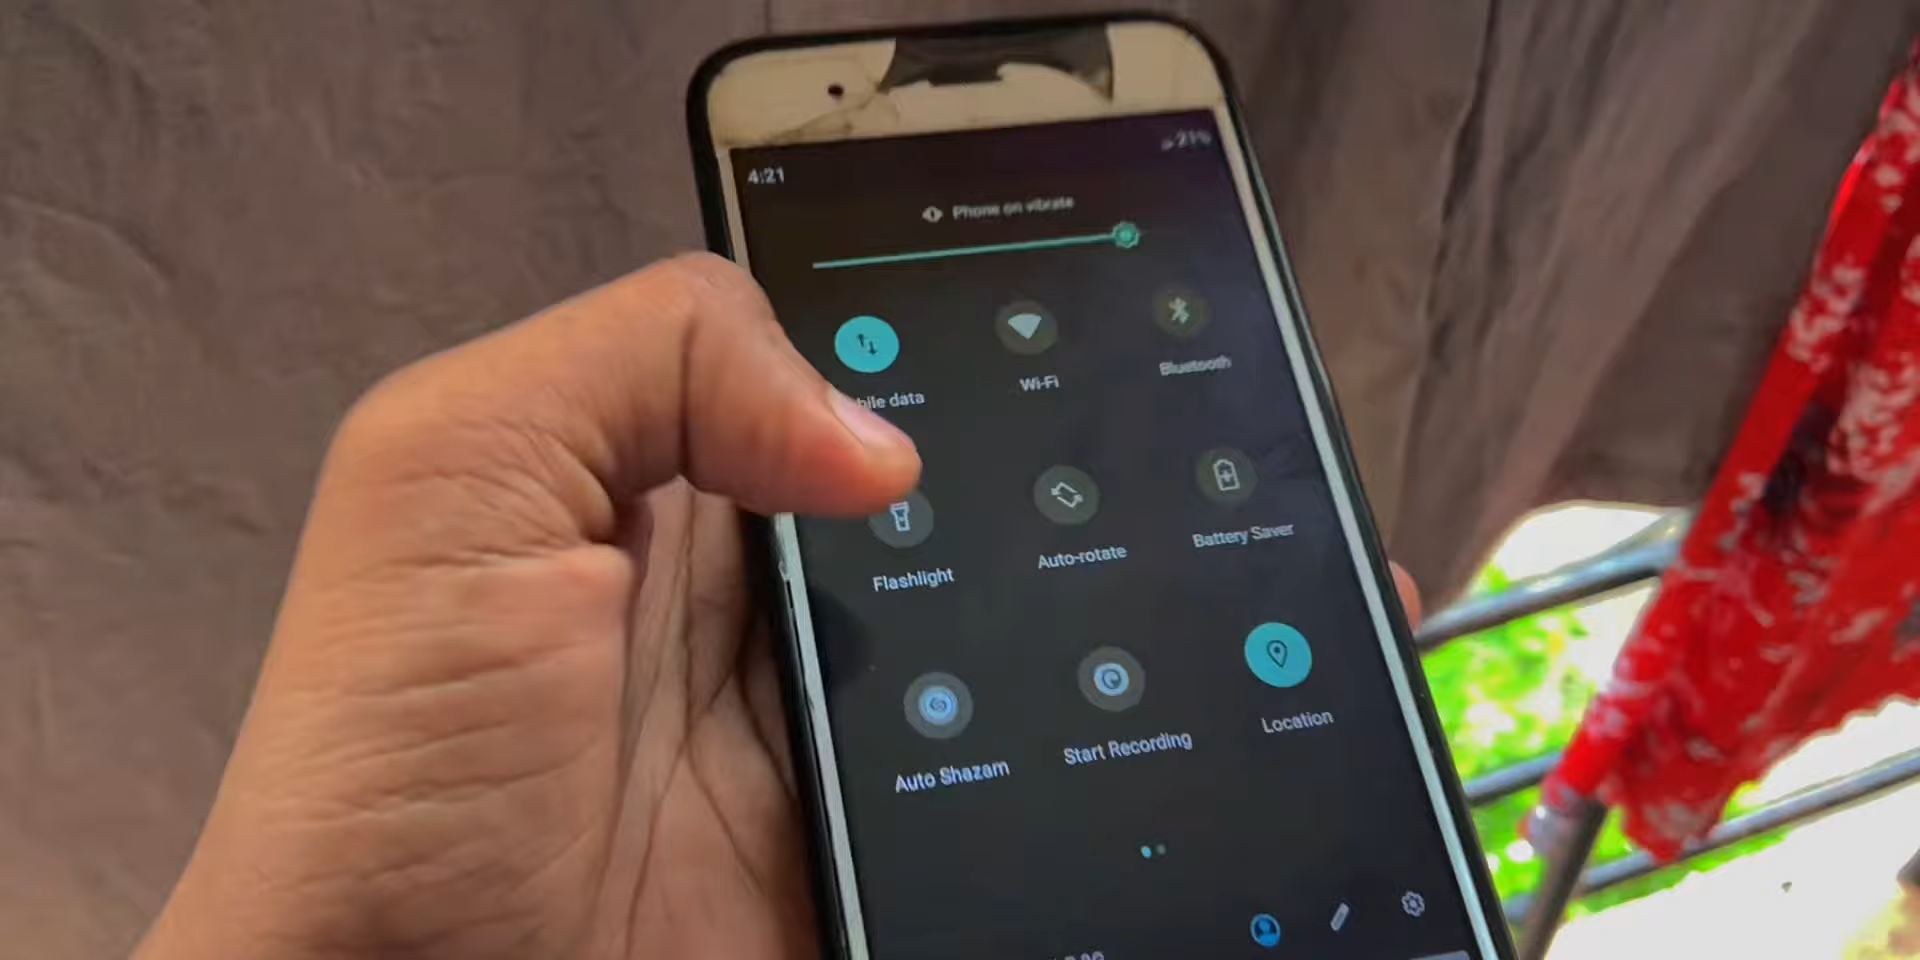 4:21 21%
Phone on vibrate
bile data Wi-Fi Bluetooth
Flashlight Auto-rotate Battery Saver
Auto Shazam Start Recording Location